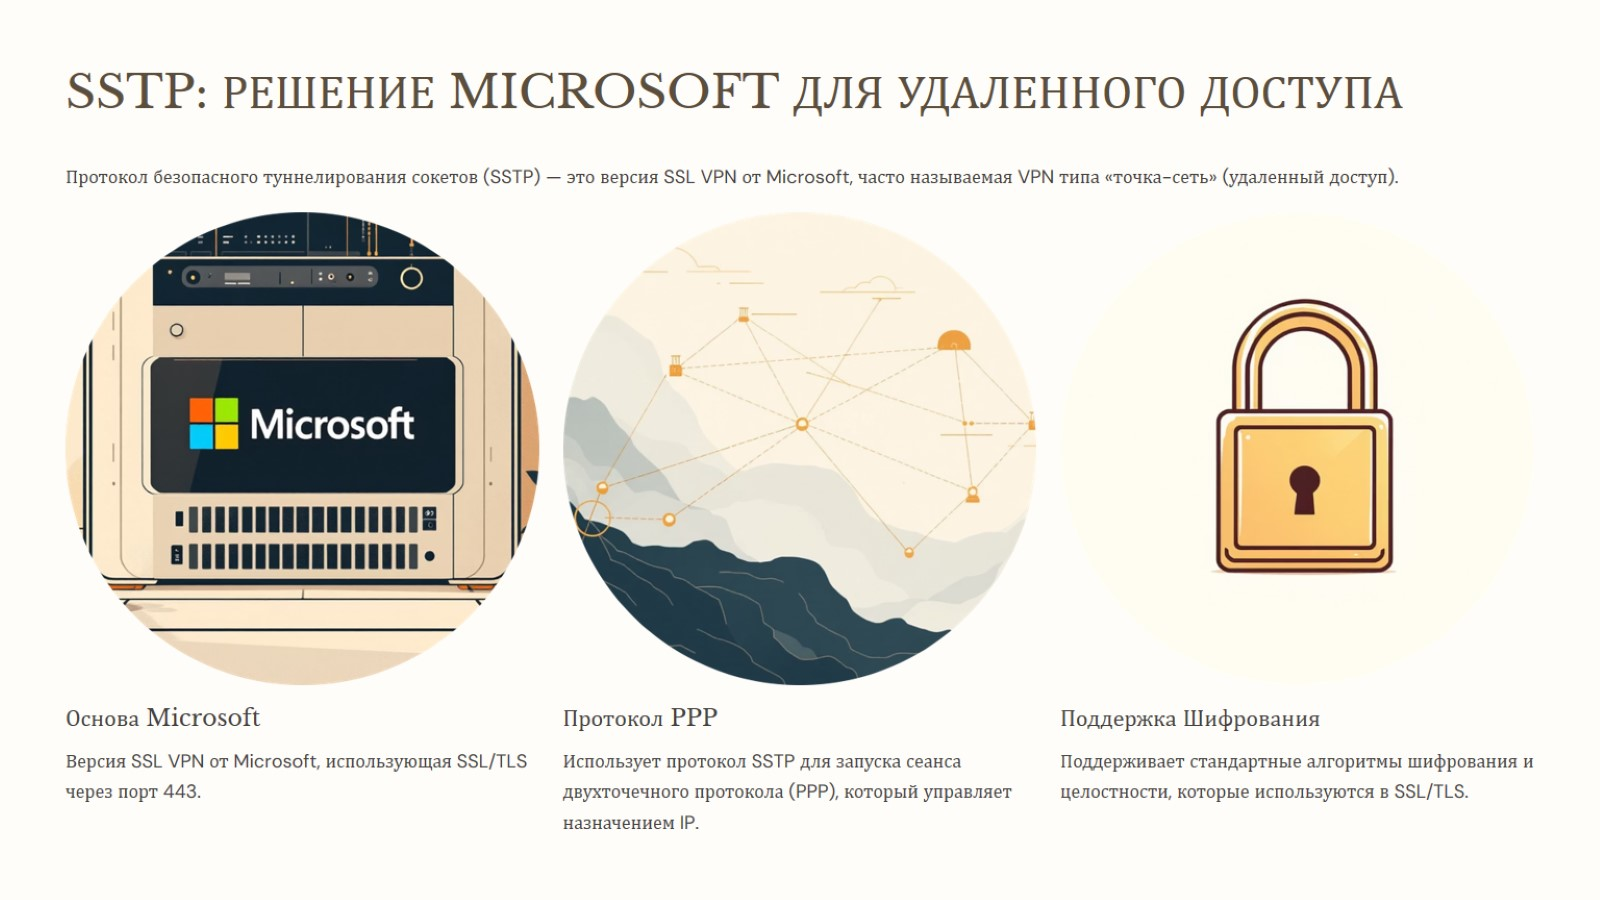 SSTP: РЕШЕНИЕ MICROSOFT ДЛЯ УДАЛЕННОГО ДОСТУПА
Протокол безопасного туннелирования сокетов (SSTP) — это версия SSL VPN от Microsoft, часто называемая VPN типа «точка–сеть» (удаленный доступ).
Microsoft
Основа Microsoft
Версия SSL VPN от Microsoft, использующая SSL/TLS
через порт 443.
Протокол PPP
Использует протокол SSTP для запуска сеанса
двухточечного протокола (PPP), который управляет
назначением IP.
Поддержка Шифрования
Поддерживает стандартные алгоритмы шифрования и
целостности, которые используются в SSL/TLS.